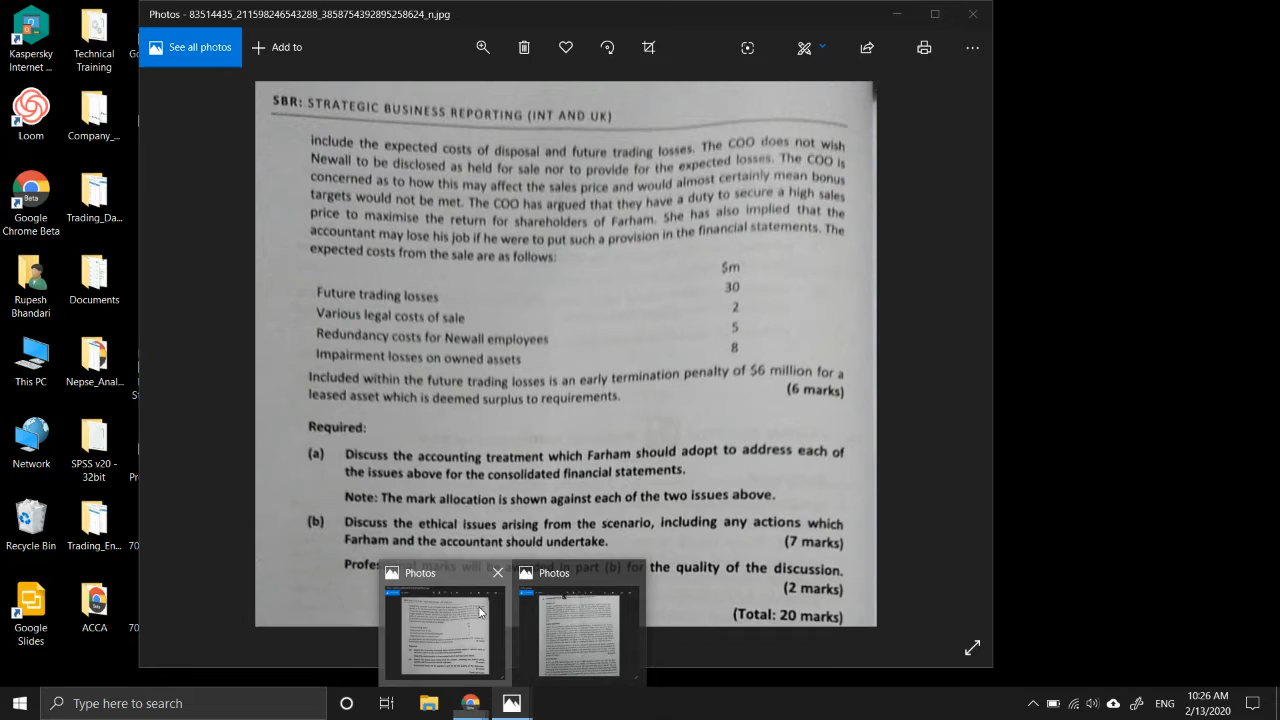 Photos - 83514435_211598246543288_3858754392895258624_n.jpg
See all photos
Add to
SBR: STRATEGIC BUSINESS REPORTING (INT AND UK)
include the expected costs of disposal and future trading losses. The COO does not wish
Newall to be disclosed as held for sale nor to provide for the expected losses. The COO is
concerned as to how this may affect the sales price and would almost certainly mean bonus
targets would not be met. The COO has argued that they have a duty to secure a high sales
price to maximise the return for shareholders of Farham. She has also implied that the
accountant may lose his job if he were to put such a provision in the financial statements. The
expected costs from the sale are as follows:
$m
Future trading losses 30
Various legal costs of sale 2
Redundancy costs for Newall employees 5
Impairment losses on owned assets 8
Included within the future trading losses is an early termination penalty of $6 million for a
leased asset which is deemed surplus to requirements. (6 marks)
Required:
(a) Discuss the accounting treatment which Farham should adopt to address each of
the issues above for the consolidated financial statements.
Note: The mark allocation is shown against each of the two issues above.
(b) Discuss the ethical issues arising from the scenario, including any actions which
Farham and the accountant should undertake. (7 marks)
Profes
part (b) for the quality of the discussion.
(2 marks)
(Total: 20 marks)
Photos
Photos
Kaspersky
Internet ...
Technical
Training
Loom
Company_...
Google
Chrome Beta
Trading_Da...
Rupesh
Bhandari
Documents
This PC
Nepse_Anal...
Network
SPSS v20 -
32bit
Recycle Bin
Trading_En...
Google
Slides
ACCA
Type here to search
10:26 AM
2/13/2020